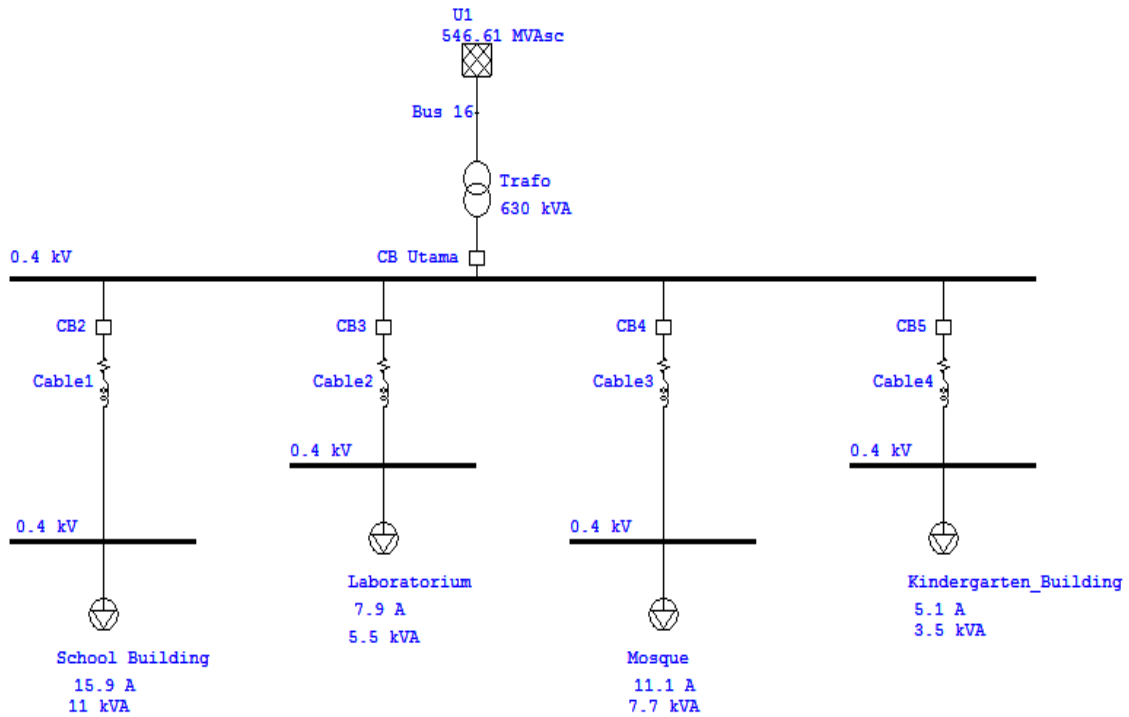 U1
546.61 MVAsc
Bus 16
Trafo
630 kVA
0.4 kV
CB Utama
CB2
CB3
CB4
CB5
Cable1
Cable2
Cable3
Cable4
0.4 kV
0.4 kV
0.4 kV
0.4 kV
Laboratorium
7.9 A
5.5 kVA
Kindergarten_Building
5.1 A
3.5 kVA
School Building
15.9 A
11 kVA
Mosque
11.1 A
7.7 kVA